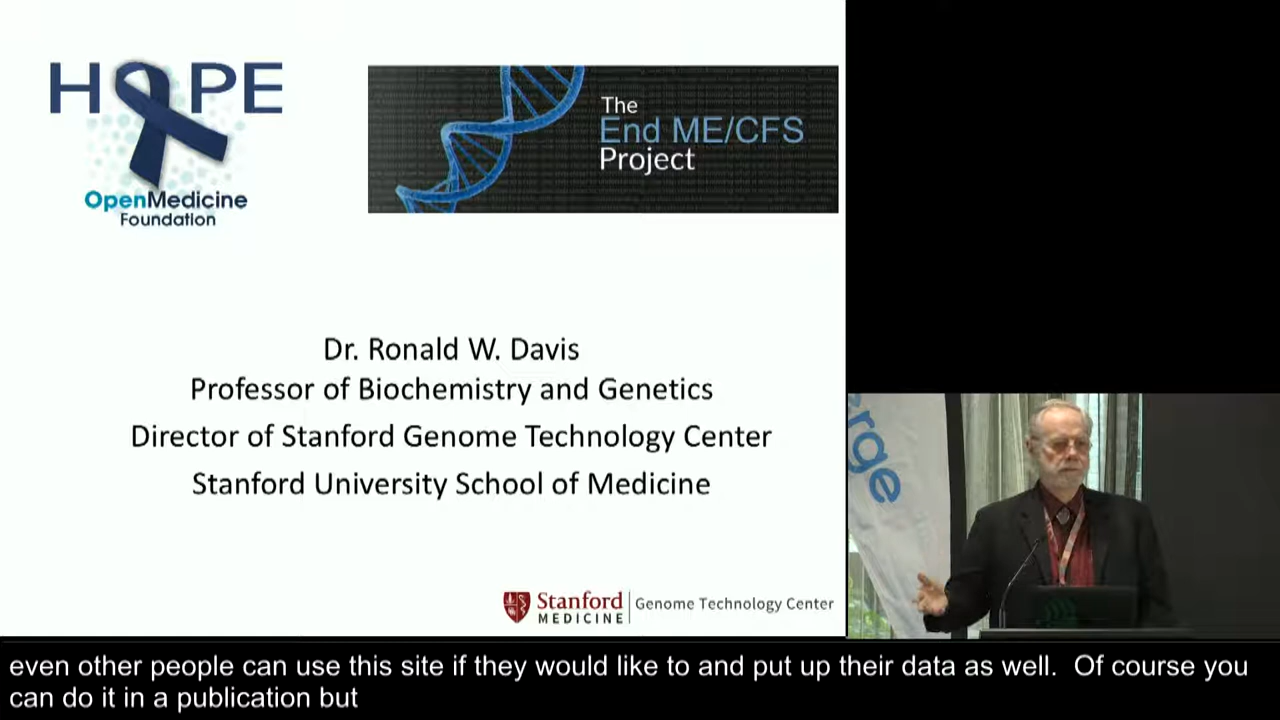 HOPE
OpenMedicine
Foundation
The
End ME/CFS
Project
Dr. Ronald W. Davis
Professor of Biochemistry and Genetics
Director of Stanford Genome Technology Center
Stanford University School of Medicine
Stanford
MEDICINE
Genome Technology Center
erge
even other people can use this site if they would like to and put up their data as well. Of course you
can do it in a publication but